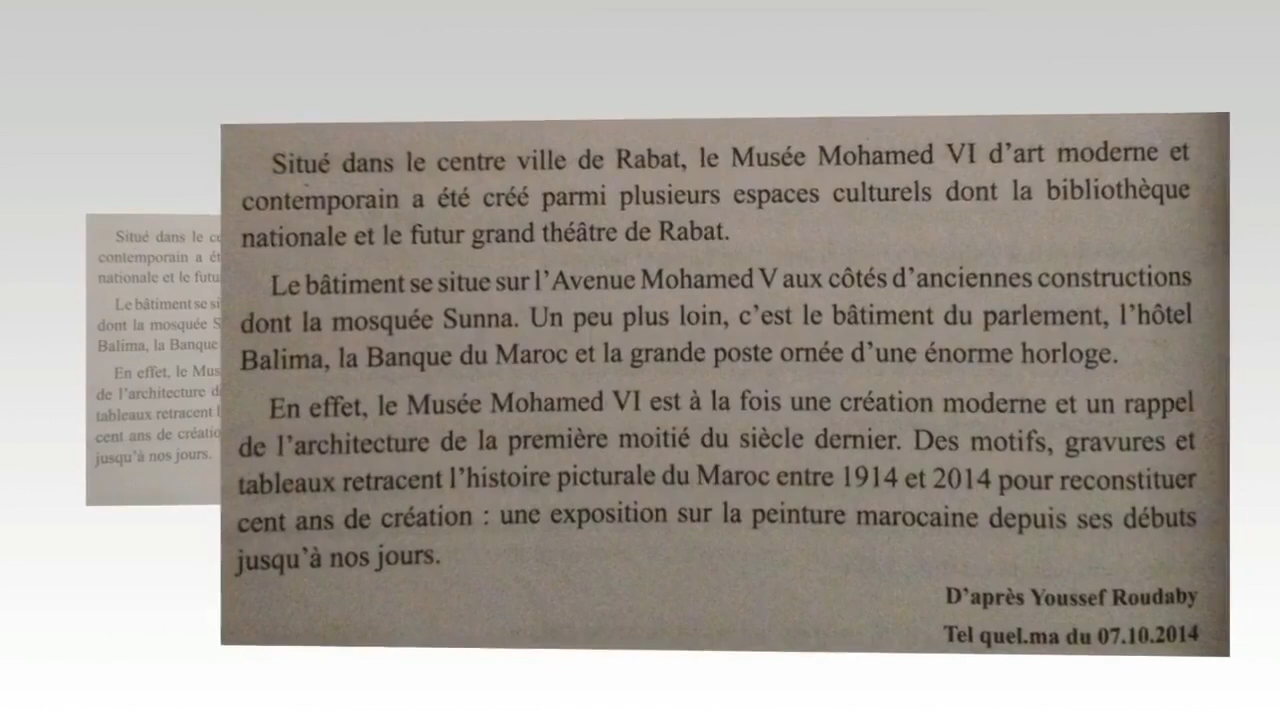 Situé dans le centre ville de Rabat, le Musée Mohamed VI d'art moderne et
contemporain a été créé parmi plusieurs espaces culturels dont la bibliothèque
nationale et le futur grand théâtre de Rabat.
Le bâtiment se situe sur l'Avenue Mohamed V aux côtés d'anciennes constructions
dont la mosquée Sunna. Un peu plus loin, c'est le bâtiment du parlement, l'hôtel
Balima, la Banque du Maroc et la grande poste ornée d'une énorme horloge.
En effet, le Musée Mohamed VI est à la fois une création moderne et un rappel
de l'architecture de la première moitié du siècle dernier. Des motifs, gravures et
tableaux retracent l'histoire picturale du Maroc entre 1914 et 2014 pour reconstituer
cent ans de création : une exposition sur la peinture marocaine depuis ses débuts
jusqu'à nos jours.
D'après Youssef Roudaby
Tel quel.ma du 07.10.2014
Situé dans le
contemporain a
nationale et le
Le bâtiment se
dont la mosquée
Balima, la Banque
En effet, le
de l'architecture
tableaux retracent
cent ans de
jusqu'à nos jours.